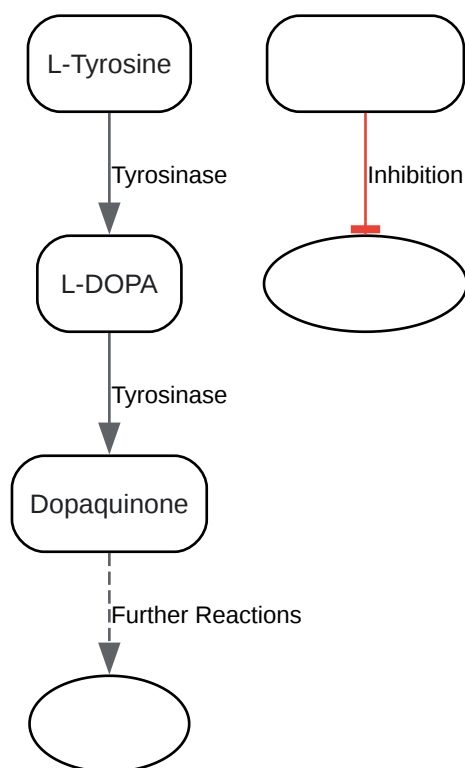 L-Tyrosine
Tyrosinase
Inhibition
L-DOPA
Tyrosinase
Dopaquinone
Further Reactions